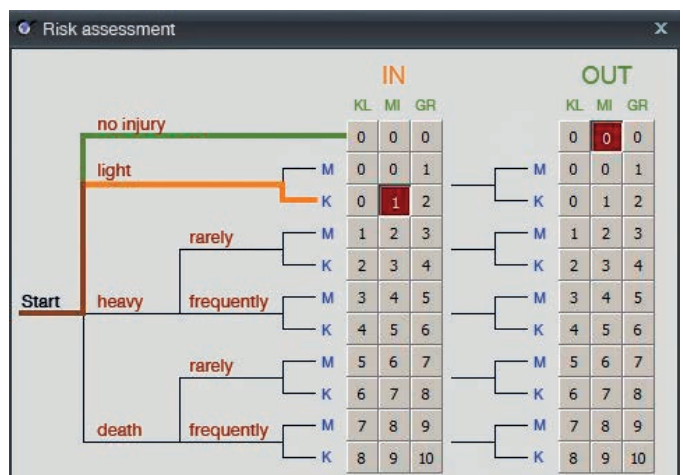 Risk assessment X
IN OUT
KL MI GR KL MI GR
no injury 0 0 0 0 0 0
light M 0 0 1 M 0 0 1
K 0 1 2 K 0 1 2
rarely M 1 2 3 M 1 2 3
K 2 3 4 K 2 3 4
Start heavy frequently M 3 4 5 M 3 4 5
K 4 5 6 K 4 5 6
rarely M 5 6 7 M 5 6 7
K 6 7 8 K 6 7 8
death frequently M 7 8 9 M 7 8 9
K 8 9 10 K 8 9 10